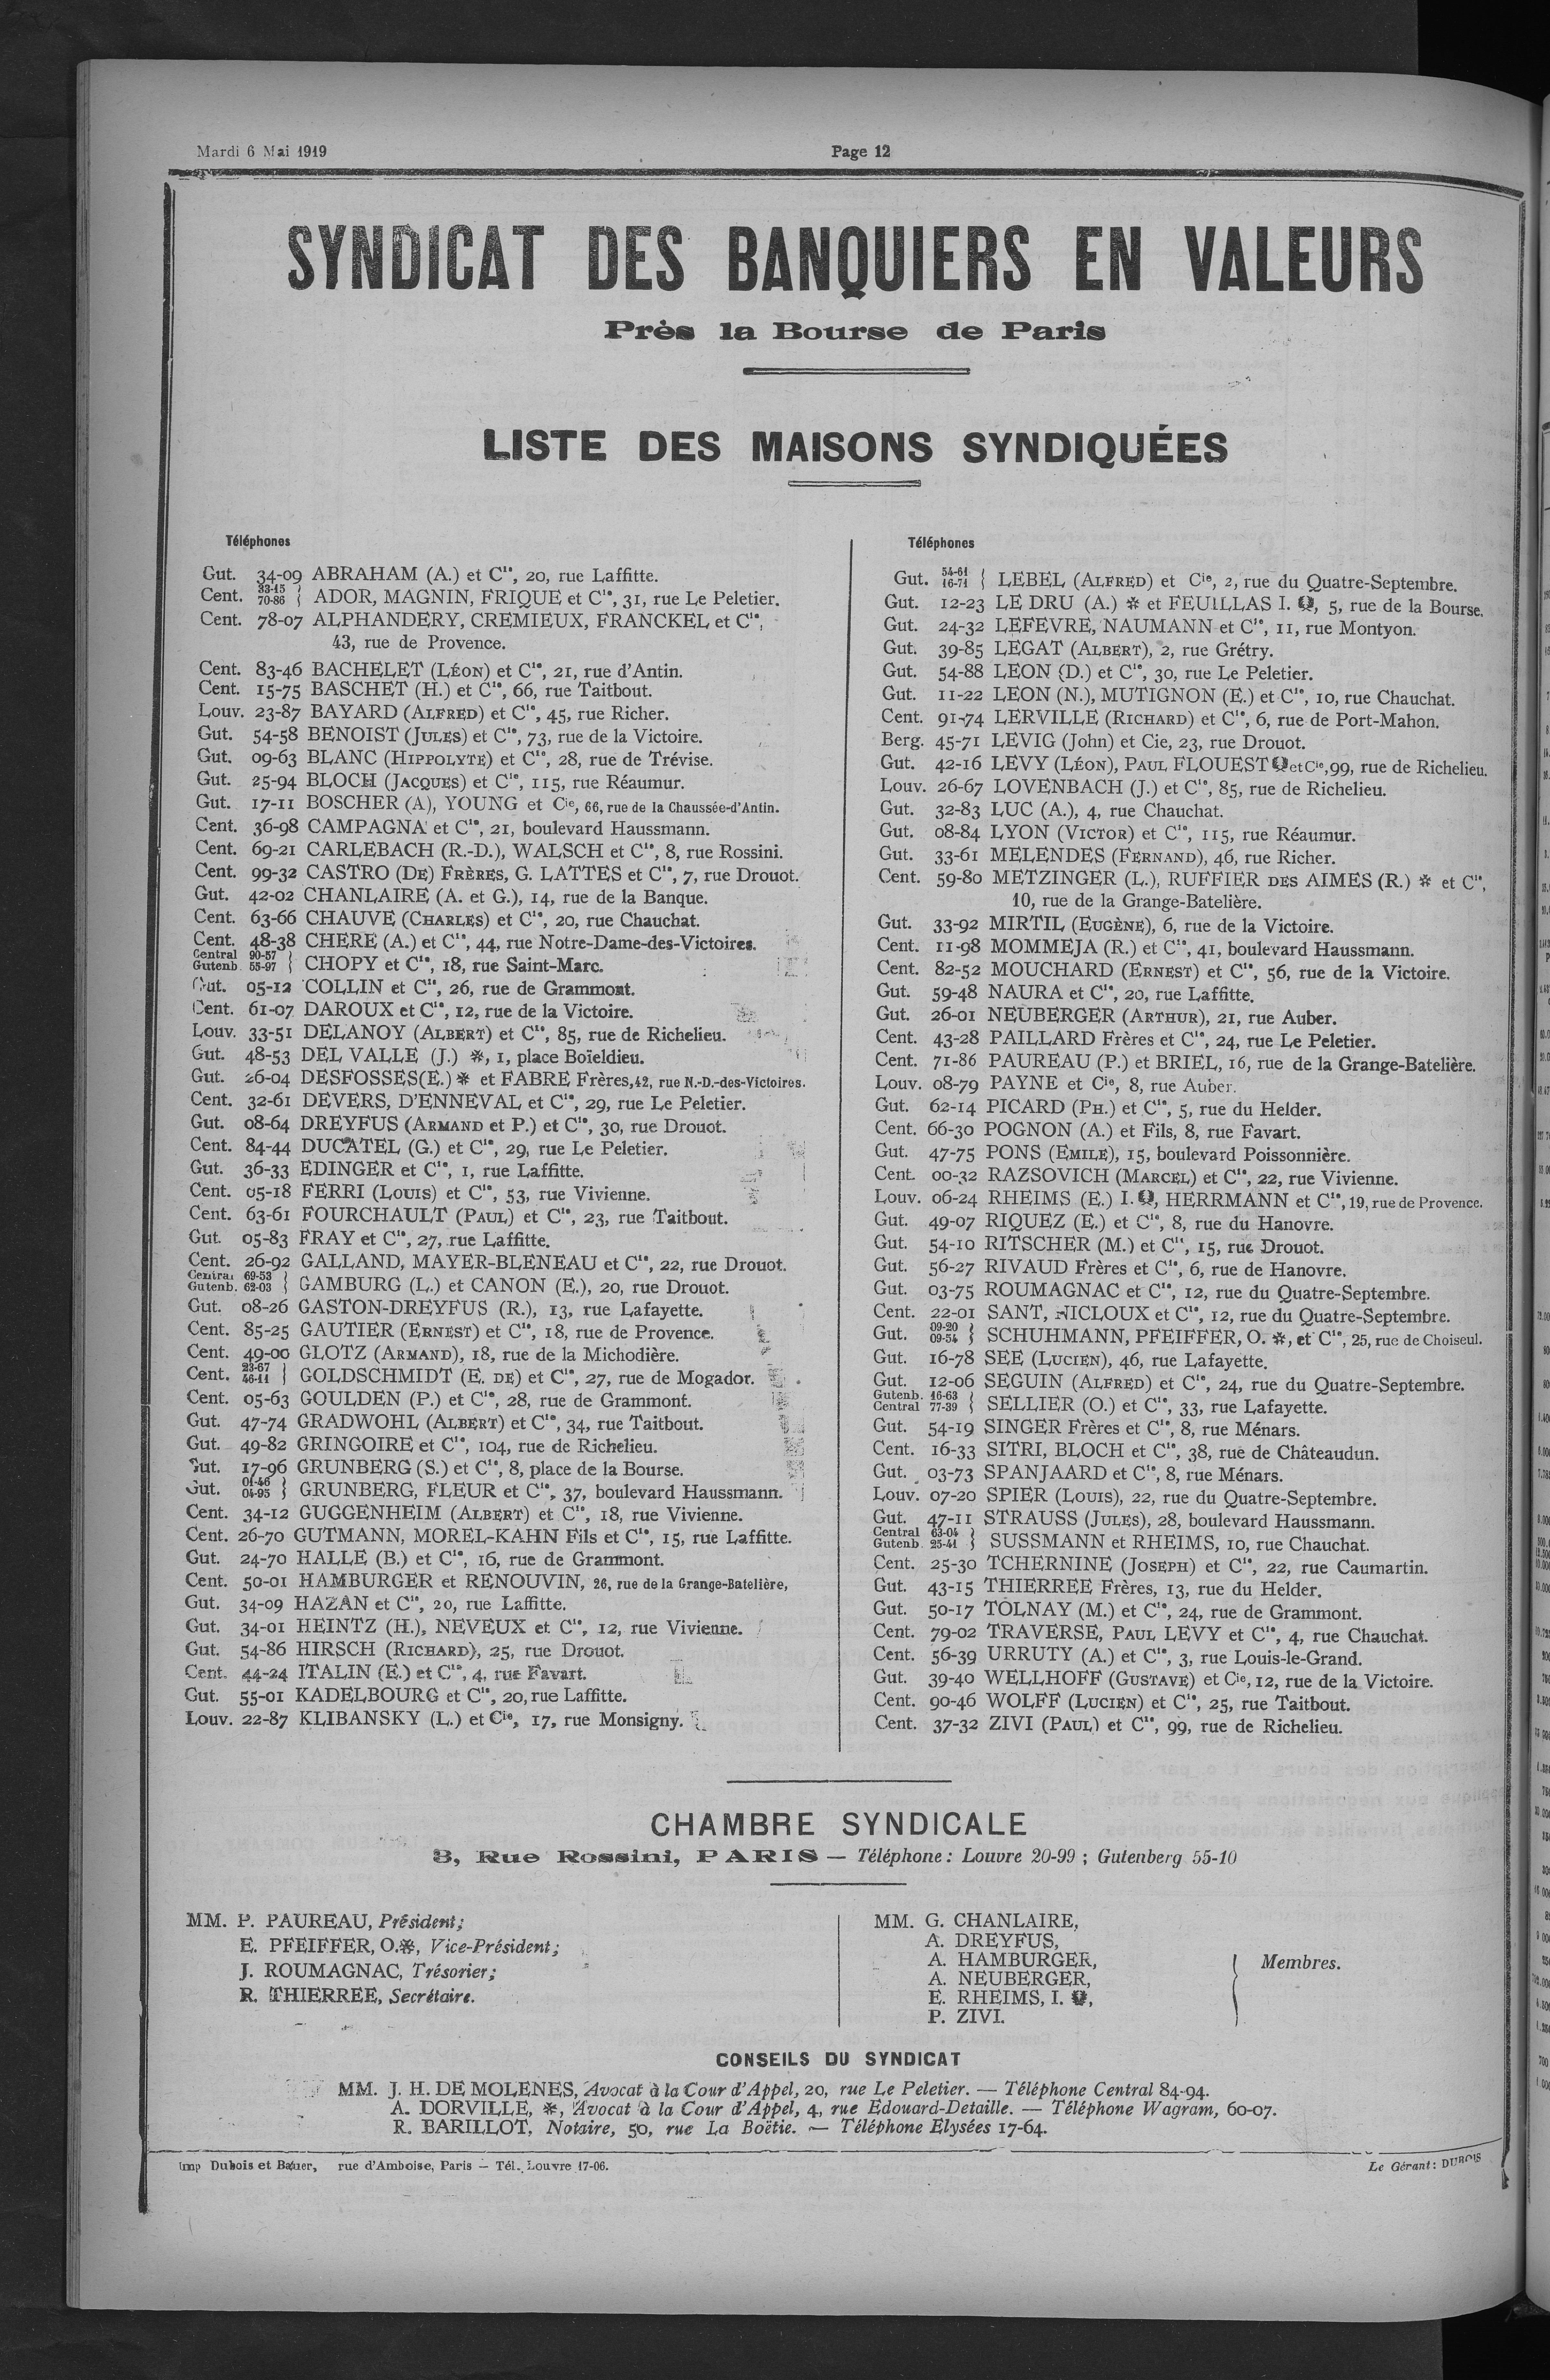 Mardi 6 Mai 1919
Page 12
SYNDICAT DES BANQUIERS EN VALEURS
Près la Bourse de Paris
LISTE DES MAISONS SYNDIQUÉES
Téléphones
Gut. 34-09 ABRAHAM (A.) et Cie, 20, rue Laffitte.
Cent. 33-15 70-86 } ADOR, MAGNIN, FRIQUE et Cie, 31, rue Le Peletier.
Cent. 78-07 ALPHANDERY, CREMIEUX, FRANCKEL et Cie,
43, rue de Provence.
Cent. 83-46 BACHELET (LÉON) et Cie, 21, rue d'Antin.
Cent. 15-75 BASCHET (H.) et Cie, 66, rue Taitbout.
Louv. 23-87 BAYARD (ALFRED) et Cie, 45, rue Richer.
Gut. 54-58 BENOIST (JULES) et Cie, 73, rue de la Victoire.
Gut. 09-63 BLANC (HIPPOLYTE) et Cie, 28, rue de Trévise.
Gut. 25-94 BLOCH (JACQUES) et Cie, 115, rue Réaumur.
Gut. 17-11 BOSCHER (A), YOUNG et Cie, 66, rue de la Chaussée-d'Antin.
Cent. 36-98 CAMPAGNA et Cie, 21, boulevard Haussmann.
Cent. 69-21 CARLEBACH (R.-D.), WALSCH et Cie, 8, rue Rossini.
Cent. 99-32 CASTRO (DE) FRÈRES, G. LATTES et Cie, 7, rue Drouot.
Gut. 42-02 CHANLAIRE (A. et G.), 14, rue de la Banque.
Cent. 63-66 CHAUVE (CHARLES) et Cie, 20, rue Chauchat.
Cent. 48-38 CHERE (A.) et Cie, 44, rue Notre-Dame-des-Victoires.
Central 90-57 Gutenb. 55-97 } CHOPY et Cie, 18, rue Saint-Marc.
Gut. 05-12 COLLIN et Cie, 26, rue de Grammont.
Cent. 61-07 DAROUX et Cie, 12, rue de la Victoire.
Louv. 33-51 DELANOY (ALBERT) et Cie, 85, rue de Richelieu.
Gut. 48-53 DEL VALLE (J.) ✻, 1, place Boïeldieu.
Gut. 26-04 DESFOSSES (E.) ✻ et FABRE Frères, 42, rue N.-D.-des-Victoires.
Cent. 32-61 DEVERS, D'ENNEVAL et Cie, 29, rue Le Peletier.
Gut. 08-64 DREYFUS (ARMAND et P.) et Cie, 30, rue Drouot.
Cent. 84-44 DUCATEL (G.) et Cie, 29, rue Le Peletier.
Gut. 36-33 EDINGER et Cie, 1, rue Laffitte.
Cent. 05-18 FERRI (LOUIS) et Cie, 53, rue Vivienne.
Cent. 63-61 FOURCHAULT (PAUL) et Cie, 23, rue Taitbout.
Gut. 05-83 FRAY et Cie, 27, rue Laffitte.
Cent. 26-92 GALLAND, MAYER-BLENEAU et Cie, 22, rue Drouot.
Central 69-53 Gutenb. 62-03 } GAMBURG (L.) et CANON (E.), 20, rue Drouot.
Gut. 08-26 GASTON-DREYFUS (R.), 13, rue Lafayette.
Cent. 85-25 GAUTIER (ERNEST) et Cie, 18, rue de Provence.
Cent. 49-00 GLOTZ (ARMAND), 18, rue de la Michodière.
Cent. 23-67 46-11 } GOLDSCHMIDT (E. DE) et Cie, 27, rue de Mogador.
Cent. 05-63 GOULDEN (P.) et Cie, 28, rue de Grammont.
Gut. 47-74 GRADWOHL (ALBERT) et Cie, 34, rue Taitbout.
Gut. 49-82 GRINGOIRE et Cie, 104, rue de Richelieu.
Gut. 17-96 GRUNBERG (S.) et Cie, 8, place de la Bourse.
Gut. 04-46 04-95 } GRUNBERG, FLEUR et Cie, 37, boulevard Haussmann.
Cent. 34-12 GUGGENHEIM (ALBERT) et Cie, 18, rue Vivienne.
Cent. 26-70 GUTMANN, MOREL-KAHN Fils et Cie, 15, rue Laffitte.
Gut. 24-70 HALLE (B.) et Cie, 16, rue de Grammont.
Cent. 50-01 HAMBURGER et RENOUVIN, 26, rue de la Grange-Batelière,
Gut. 34-09 HAZAN et Cie, 20, rue Laffitte.
Gut. 34-01 HEINTZ (H.), NEVEUX et Cie, 12, rue Vivienne.
Gut. 54-86 HIRSCH (RICHARD), 25, rue Drouot.
Cent. 44-24 ITALIN (E.) et Cie, 4, rue Favart.
Gut. 55-01 KADELBOURG et Cie, 20, rue Laffitte.
Louv. 22-87 KLIBANSKY (L.) et Cie, 17, rue Monsigny.
Téléphones
Gut. 54-61 16-71 } LEBEL (ALFRED) et Cie, 2, rue du Quatre-Septembre.
Gut. 12-23 LE DRU (A.) ✻ et FEUILLAS I. ❦, 5, rue de la Bourse.
Gut. 24-32 LEFEVRE, NAUMANN et Cie, 11, rue Montyon.
Gut. 39-85 LEGAT (ALBERT), 2, rue Grétry.
Gut. 54-88 LEON (D.) et Cie, 30, rue Le Peletier.
Gut. 11-22 LEON (N.), MUTIGNON (E.) et Cie, 10, rue Chauchat.
Cent. 91-74 LERVILLE (RICHARD) et Cie, 6, rue de Port-Mahon.
Berg. 45-71 LEVIG (John) et Cie, 23, rue Drouot.
Gut. 42-16 LEVY (LÉON), PAUL FLOUEST ❦ et Cie, 99, rue de Richelieu.
Louv. 26-67 LOVENBACH (J.) et Cie, 85, rue de Richelieu.
Gut. 32-83 LUC (A.), 4, rue Chauchat.
Gut. 08-84 LYON (VICTOR) et Cie, 115, rue Réaumur.
Gut. 33-61 MELENDES (FERNAND), 46, rue Richer.
Cent. 59-80 METZINGER (L.), RUFFIER DES AIMES (R.) ✻ et Cie,
10, rue de la Grange-Batelière.
Gut. 33-92 MIRTIL (EUGÈNE), 6, rue de la Victoire.
Cent. 11-98 MOMMEJA (R.) et Cie, 41, boulevard Haussmann.
Cent. 82-52 MOUCHARD (ERNEST) et Cie, 56, rue de la Victoire.
Gut. 59-48 NAURA et Cie, 20, rue Laffitte.
Gut. 26-01 NEUBERGER (ARTHUR), 21, rue Auber.
Cent. 43-28 PAILLARD Frères et Cie, 24, rue Le Peletier.
Cent. 71-86 PAUREAU (P.) et BRIEL, 16, rue de la Grange-Batelière.
Louv. 08-79 PAYNE et Cie, 8, rue Auber.
Gut. 62-14 PICARD (PH.) et Cie, 5, rue du Helder.
Cent. 66-30 POGNON (A.) et Fils, 8, rue Favart.
Gut. 47-75 PONS (EMILE), 15, boulevard Poissonnière.
Cent. 00-32 RAZSOVICH (MARCEL) et Cie, 22, rue Vivienne.
Louv. 06-24 RHEIMS (E.) I. ❦, HERRMANN et Cie, 19, rue de Provence.
Gut. 49-07 RIQUEZ (E.) et Cie, 8, rue du Hanovre.
Gut. 54-10 RITSCHER (M.) et Cie, 15, rue Drouot.
Gut. 56-27 RIVAUD Frères et Cie, 6, rue de Hanovre.
Gut. 03-75 ROUMAGNAC et Cie, 12, rue du Quatre-Septembre.
Cent. 22-01 SANT, NICLOUX et Cie, 12, rue du Quatre-Septembre.
Gut. 09-20 09-54 } SCHUHMANN, PFEIFFER, O. ✻, et Cie, 25, rue de Choiseul.
Gut. 16-78 SEE (LUCIEN), 46, rue Lafayette.
Gut. 12-06 SEGUIN (ALFRED) et Cie, 24, rue du Quatre-Septembre.
Gutenb. 16-63 Central 77-39 } SELLIER (O.) et Cie, 33, rue Lafayette.
Gut. 54-19 SINGER Frères et Cie, 8, rue Ménars.
Cent. 16-33 SITRI, BLOCH et Cie, 38, rue de Châteaudun.
Gut. 03-73 SPANJAARD et Cie, 8, rue Ménars.
Louv. 07-20 SPIER (LOUIS), 22, rue du Quatre-Septembre.
Gut. 47-11 STRAUSS (JULES), 28, boulevard Haussmann.
Central 63-04 Gutenb. 25-41 } SUSSMANN et RHEIMS, 10, rue Chauchat.
Cent. 25-30 TCHERNINE (JOSEPH) et Cie, 22, rue Caumartin.
Gut. 43-15 THIERREE Frères, 13, rue du Helder.
Gut. 50-17 TOLNAY (M.) et Cie, 24, rue de Grammont.
Cent. 79-02 TRAVERSE, PAUL LEVY et Cie, 4, rue Chauchat.
Cent. 56-39 URRUTY (A.) et Cie, 3, rue Louis-le-Grand.
Gut. 39-40 WELLHOFF (GUSTAVE) et Cie, 12, rue de la Victoire.
Cent. 90-46 WOLFF (LUCIEN) et Cie, 25, rue Taitbout.
Cent. 37-32 ZIVI (PAUL) et Cie, 99, rue de Richelieu.
CHAMBRE SYNDICALE
8, Rue Rossini, PARIS — Téléphone : Louvre 20-99 ; Gutenberg 55-10
MM. P. PAUREAU, Président;
E. PFEIFFER, O.✻, Vice-Président;
J. ROUMAGNAC, Trésorier;
R. THIERREE, Secrétaire.
MM. G. CHANLAIRE,
A. DREYFUS,
A. HAMBURGER,
A. NEUBERGER,
E. RHEIMS, I. ❦,
P. ZIVI.
Membres.
CONSEILS DU SYNDICAT
MM. J. H. DE MOLENES, Avocat à la Cour d'Appel, 20, rue Le Peletier. — Téléphone Central 84-94.
A. DORVILLE, ✻, Avocat à la Cour d'Appel, 4, rue Edouard-Detaille. — Téléphone Wagram, 60-07.
R. BARILLOT, Notaire, 50, rue La Boëtie. — Téléphone Elysées 17-64.
Imp Dubois et Bauer, rue d'Amboise, Paris — Tél. Louvre 17-06.
Le Gérant : DUBOIS